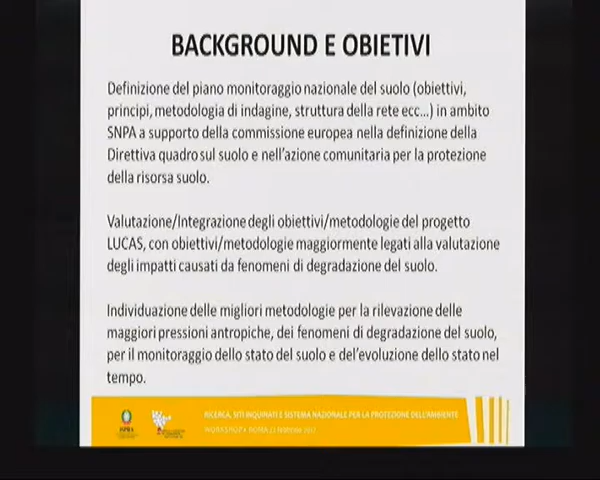 BACKGROUND E OBIETIVI
Definizione del piano monitoraggio nazionale del suolo (obiettivi,
principi, metodologia di indagine, struttura della rete ecc...) in ambito
SNPA a supporto della commissione europea nella definizione della
Direttiva quadro sul suolo e nell'azione comunitaria per la protezione
della risorsa suolo.
Valutazione/Integrazione degli obiettivi/metodologie del progetto
LUCAS, con obiettivi/metodologie maggiormente legati alla valutazione
degli impatti causati da fenomeni di degradazione del suolo.
Individuazione delle migliori metodologie per la rilevazione delle
maggiori pressioni antropiche, dei fenomeni di degradazione del suolo,
per il monitoraggio dello stato del suolo e del'evoluzione dello stato nel
tempo.
RICERCA, SITI INQUINATI E SISTEMA NAZIONALE PER LA PROTEZIONE DELL'AMBIENTE
WORKSHOP ROMA 22